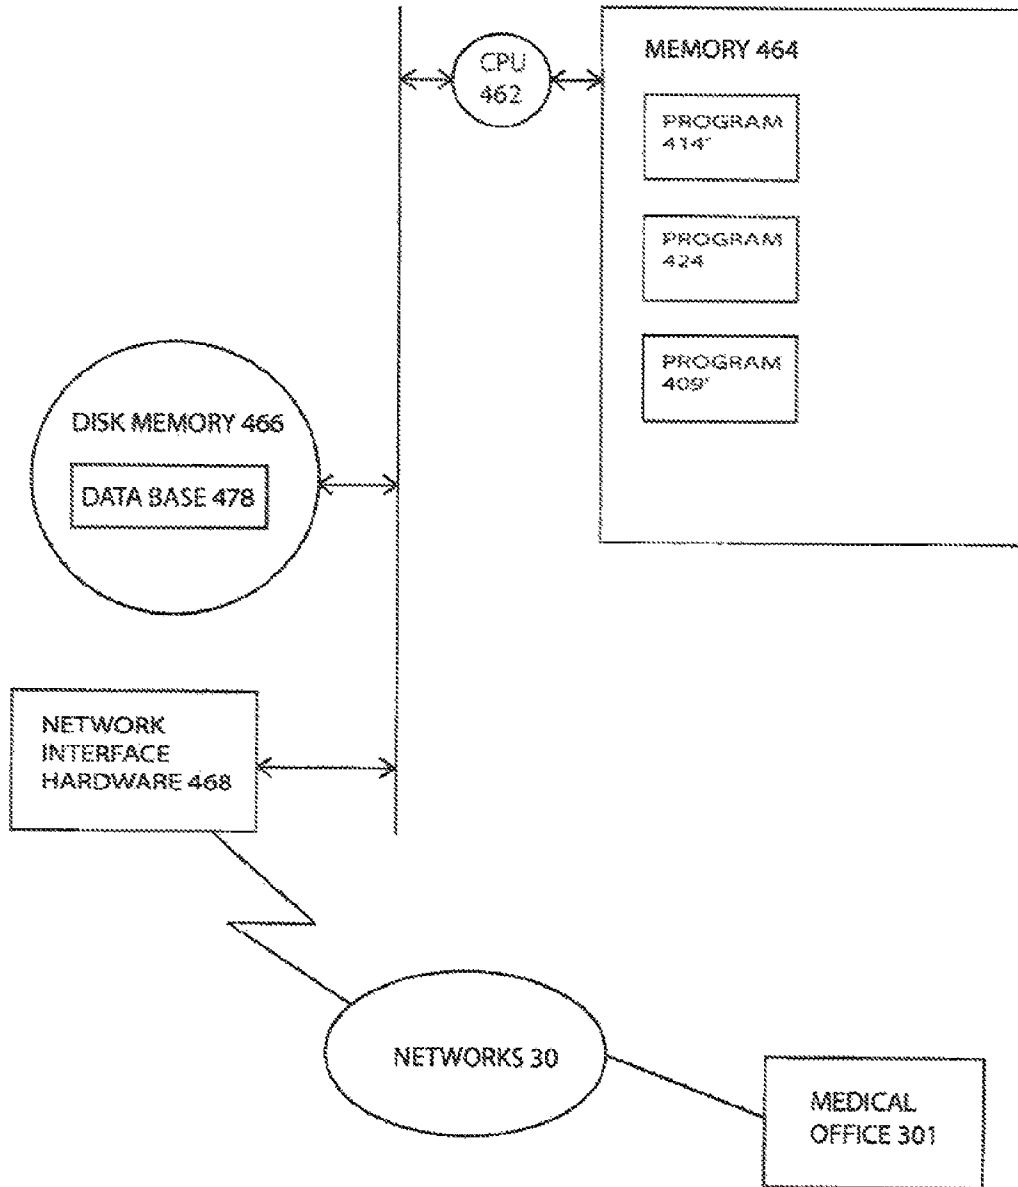 CPU
462
MEMORY 464
PROGRAM
414'
PROGRAM
424
PROGRAM
409'
DISK MEMORY 466
DATA BASE 478
NETWORK
INTERFACE
HARDWARE 468
NETWORKS 30
MEDICAL
OFFICE 301